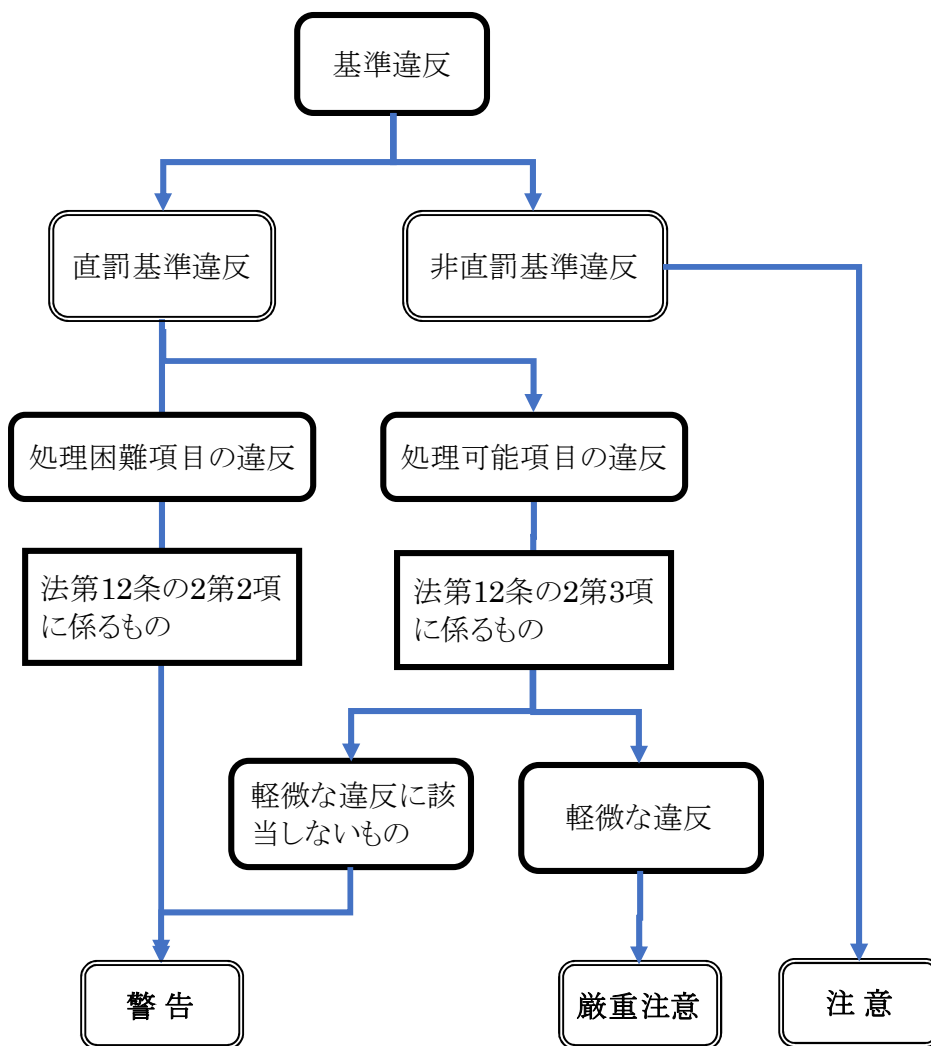 基準違反
直罰基準違反
非直罰基準違反
処理困難項目の違反
処理可能項目の違反
法第12条の2第2項
に係るもの
法第12条の2第3項
に係るもの
軽微な違反に該
当しないもの
軽微な違反
警 告
厳重注意
注 意